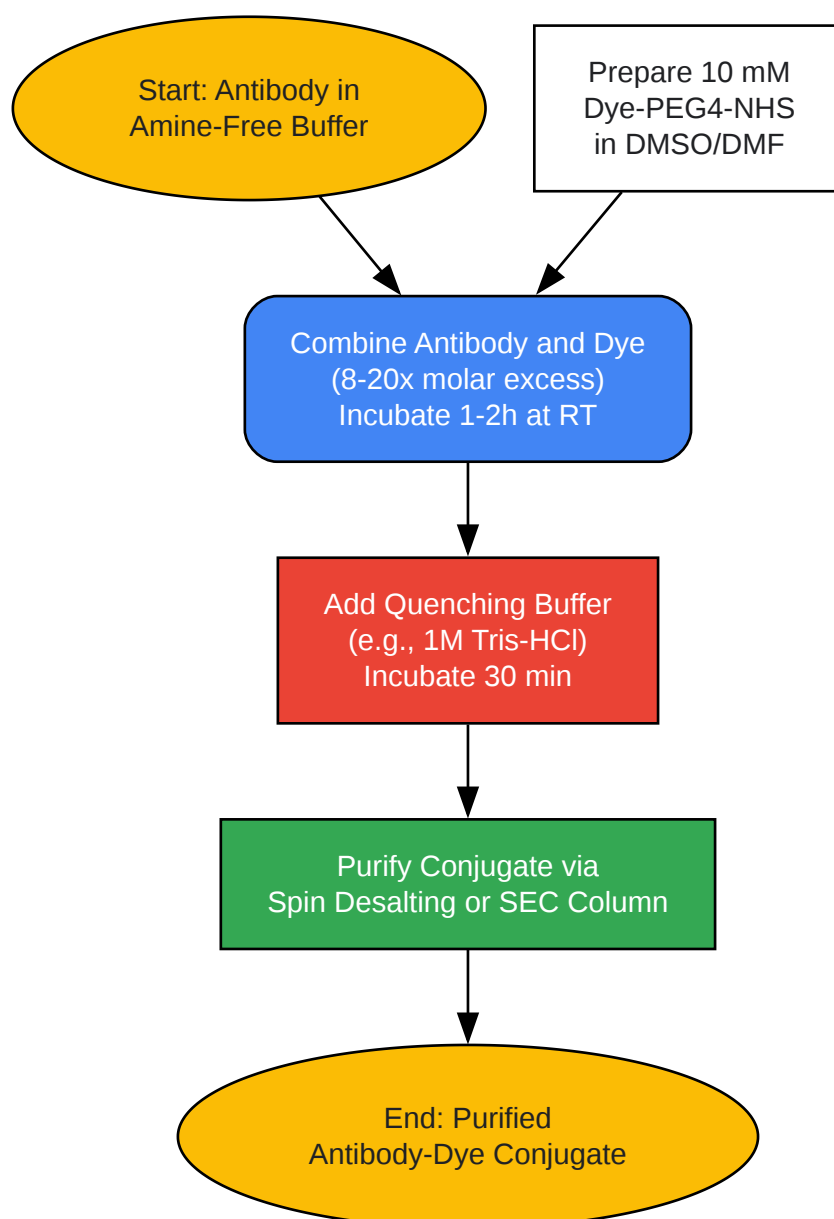 Start: Antibody in
Amine-Free Buffer
Prepare 10 mM
Dye-PEG4-NHS
in DMSO/DMF
Combine Antibody and Dye
(8-20x molar excess)
Incubate 1-2h at RT
Add Quenching Buffer
(e.g., 1M Tris-HCl)
Incubate 30 min
Purify Conjugate via
Spin Desalting or SEC Column
End: Purified
Antibody-Dye Conjugate